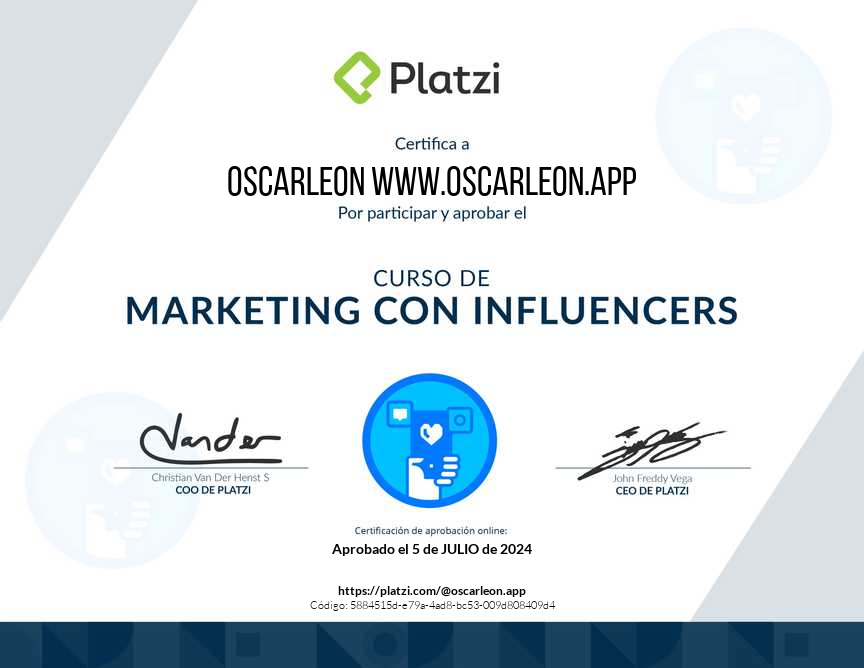 Platzi
Certifica a
OSCARLEON WWW.OSCARLEON.APP
Por participar y aprobar el
CURSO DE
MARKETING CON INFLUENCERS
Vander
Christian Van Der Henst S
COO DE PLATZI
John Freddy Vega
CEO DE PLATZI
Certificación de aprobación online:
Aprobado el 5 de JULIO de 2024
https://platzi.com/@oscarleon.app
Código: 5884515d-e79a-4ad8-bc53-009d808409d4